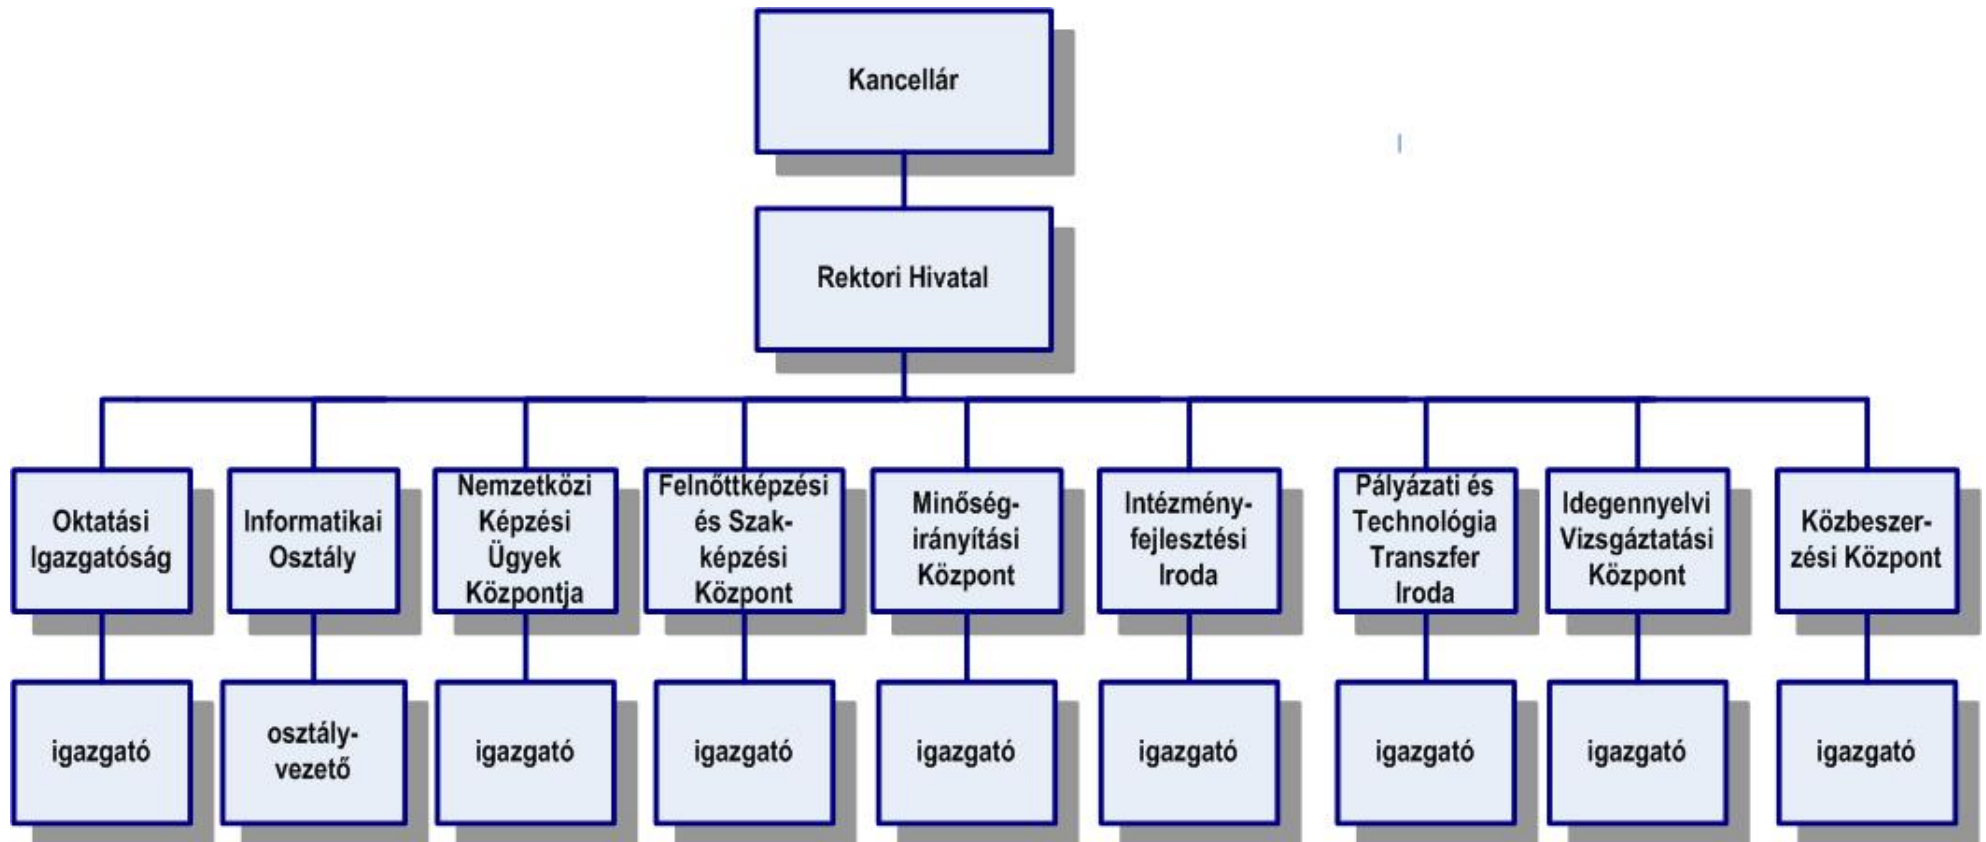 Kancellár
Rektori Hivatal
Oktatási
Igazgatóság
Informatikai
Osztály
Nemzetközi
Képzési
Ügyek
Központja
Felnőttképzési
és Szak-
képzési
Központ
Minőség-
irányítási
Központ
Intézmény-
fejlesztési
Iroda
Pályázati és
Technológia
Transzfer
Iroda
Idegennyelvi
Vizsgáztatási
Központ
Közbeszer-
zési Központ
igazgató
osztály-
vezető
igazgató
igazgató
igazgató
igazgató
igazgató
igazgató
igazgató